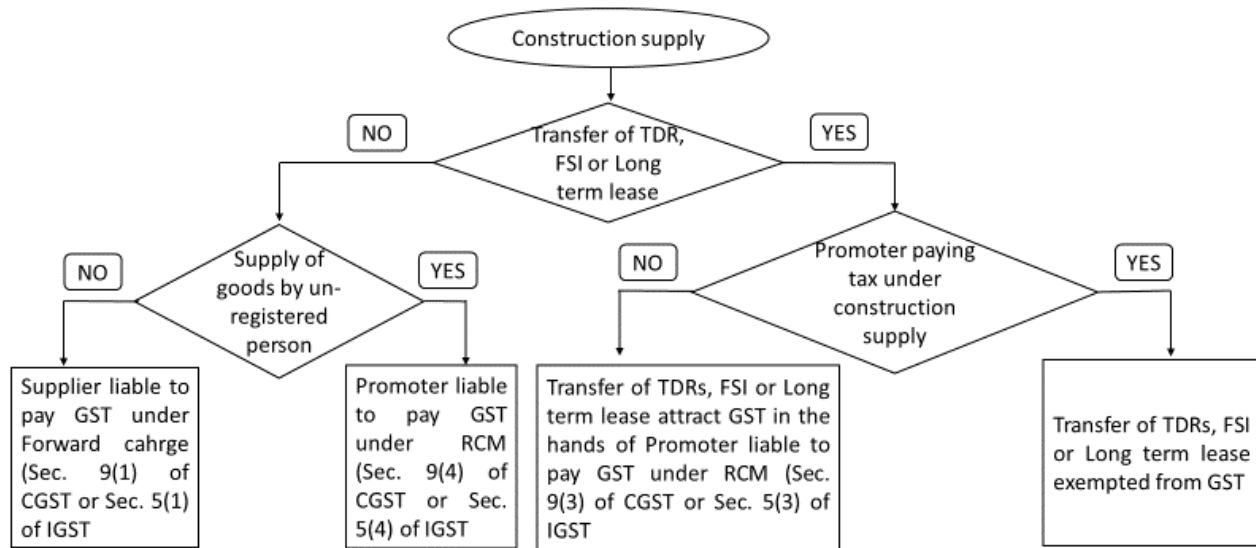 Construction supply
NO
Transfer of TDR,
FSI or Long
term lease
YES
NO
Supply of
goods by un-
registered
person
YES
NO
Promoter paying
tax under
construction
supply
YES
Supplier liable to
pay GST under
Forward cahrge
(Sec. 9(1) of
CGST or Sec. 5(1)
of IGST
Promoter liable
to pay GST
under RCM
(Sec. 9(4) of
CGST or Sec.
5(4) of IGST
Transfer of TDRs, FSI or Long
term lease attract GST in the
hands of Promoter liable to
pay GST under RCM (Sec.
9(3) of CGST or Sec. 5(3) of
IGST
Transfer of TDRs, FSI
or Long term lease
exempted from GST